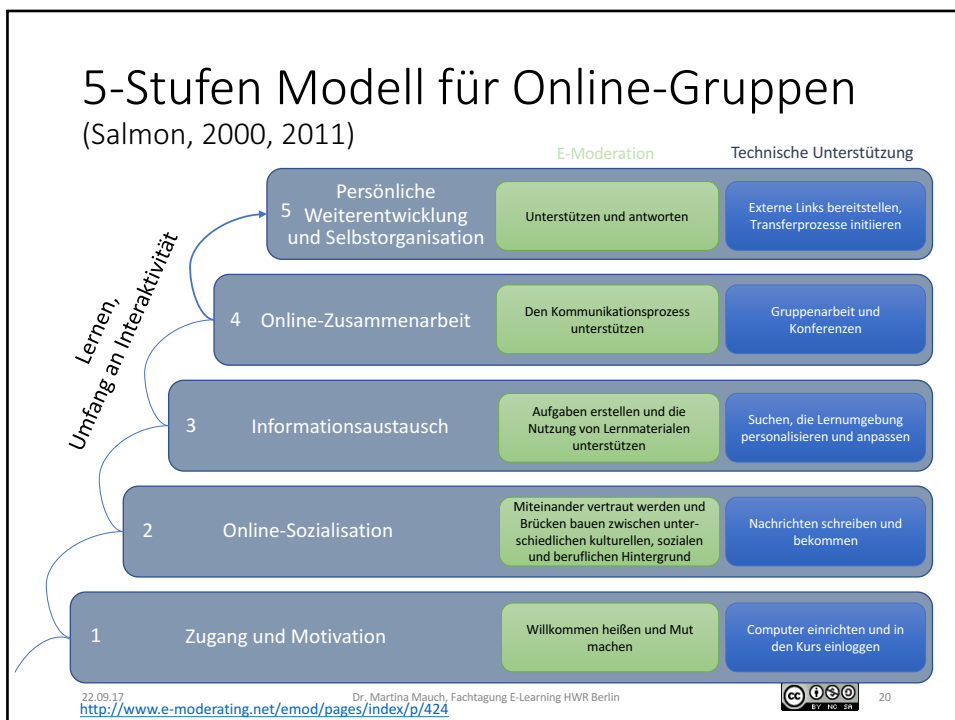 5-Stufen Modell für Online-Gruppen
(Salmon, 2000, 2011)
E-Moderation
Technische Unterstützung
Lernen,
Umfang an Interaktivität
5
Persönliche
Weiterentwicklung
und Selbstorganisation
Unterstützen und antworten
Externe Links bereitstellen,
Transferprozesse initiieren
4
Online-Zusammenarbeit
Den Kommunikationsprozess
unterstützen
Gruppenarbeit und
Konferenzen
3
Informationsaustausch
Aufgaben erstellen und die
Nutzung von Lernmaterialen
unterstützen
Suchen, die Lernumgebung
personalisieren und anpassen
2
Online-Sozialisation
Miteinander vertraut werden und
Brücken bauen zwischen unter-
schiedlichen kulturellen, sozialen
und beruflichen Hintergrund
Nachrichten schreiben und
bekommen
1
Zugang und Motivation
Willkommen heißen und Mut
machen
Computer einrichten und in
den Kurs einloggen
22.09.17
Dr. Martina Mauch, Fachtagung E-Learning HWR Berlin
cc
BY NC SA
20
http://www.e-moderating.net/emod/pages/index/p/424